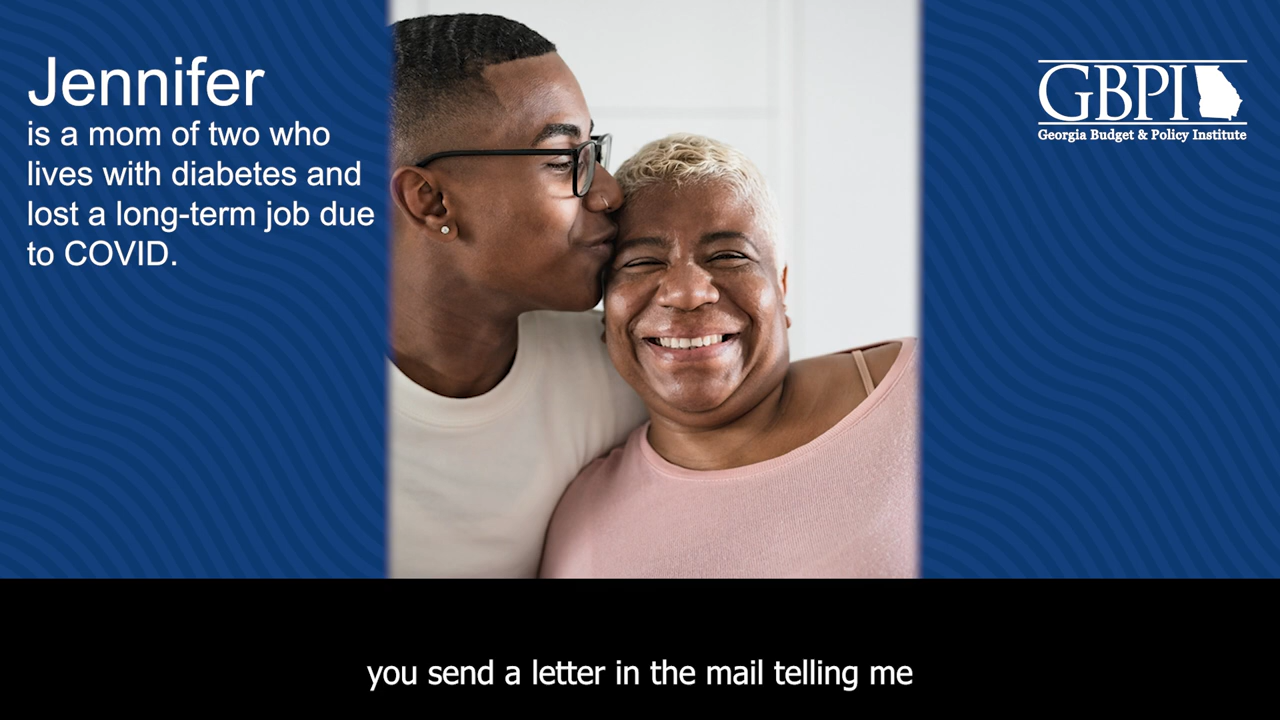 Jennifer
is a mom of two who
lives with diabetes and
lost a long-term job due
to COVID.
GBPI
Georgia Budget & Policy Institute
you send a letter in the mail telling me